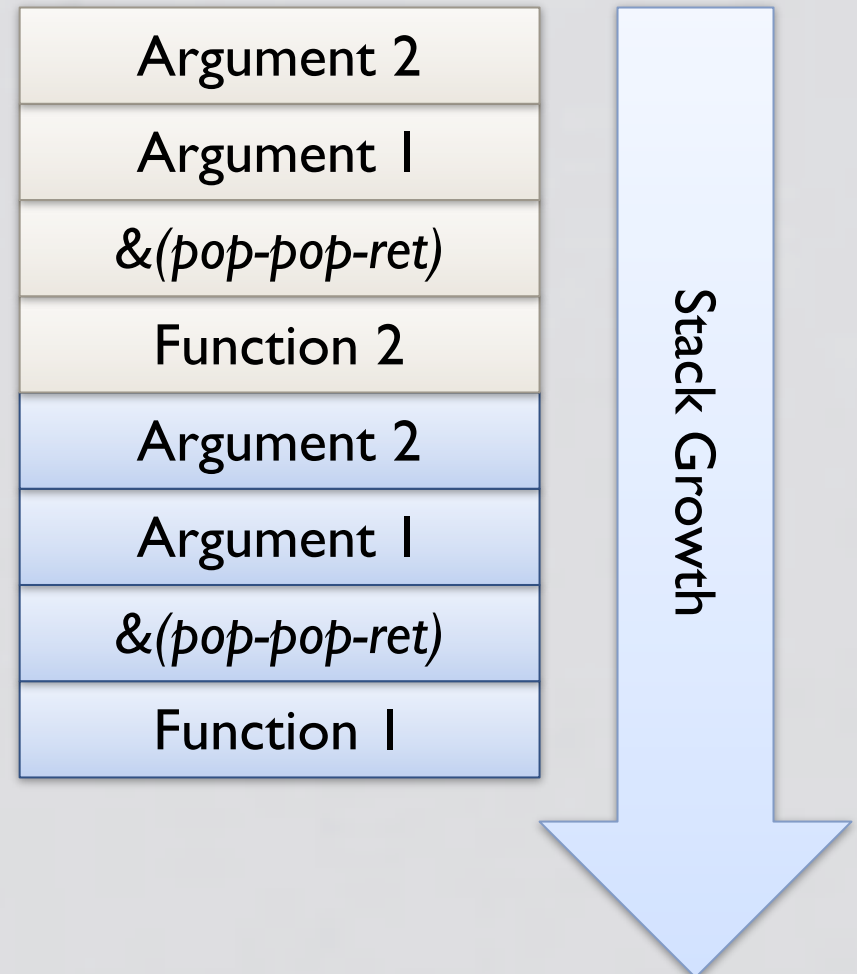 Argument 2
Argument 1
&(pop-pop-ret)
Function 2
Argument 2
Argument 1
&(pop-pop-ret)
Function 1
Stack Growth